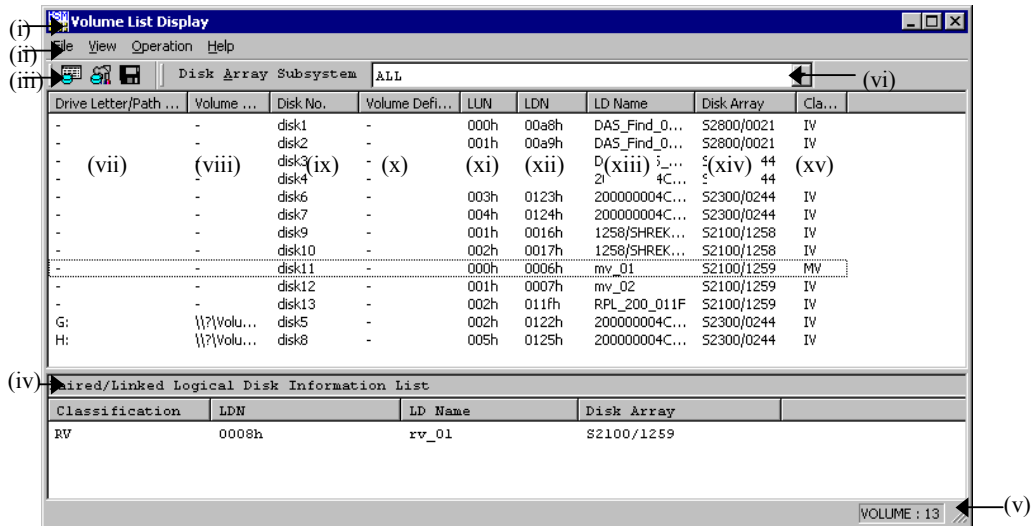 (i) Volume List Display
(ii) File View Operation Help
(iii) Disk Array Subsystem ALL (vi)
Drive Letter/Path ... Volume ... Disk No. Volume Defi... LUN LDN LD Name Disk Array Cla...
- - disk1 - 000h 00a8h DAS_Find_0... S2800/0021 IV
- - disk2 - 001h 00a9h DAS_Find_0... S2800/0021 IV
- - disk3 - 44
(vii) (viii) (ix) (x) (xi) (xii) (xiii) (xiv) (xv)
- - disk4 - 4C... 44
- - disk6 - 003h 0123h 200000004C... S2300/0244 IV
- - disk7 - 004h 0124h 200000004C... S2300/0244 IV
- - disk9 - 001h 0016h 1258/SHREK... S2100/1258 IV
- - disk10 - 002h 0017h 1258/SHREK... S2100/1258 IV
- - disk11 - 000h 0006h mv_01 S2100/1259 MV
- - disk12 - 001h 0007h mv_02 S2100/1259 IV
- - disk13 - 002h 011fh RPL_200_011F S2100/1259 IV
G: \\?\Volu... disk5 - 002h 0122h 200000004C... S2300/0244 IV
H: \\?\Volu... disk8 - 005h 0125h 200000004C... S2300/0244 IV
(iv) Paired/Linked Logical Disk Information List
Classification LDN LD Name Disk Array
RV 0008h rv_01 S2100/1259
VOLUME : 13 (v)